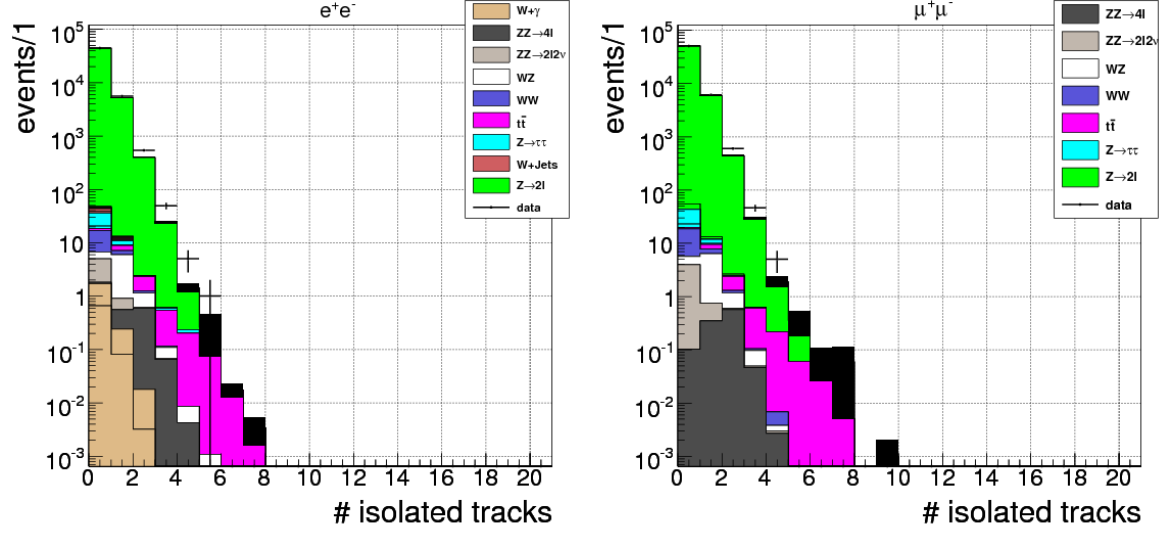 e⁺e⁻
events/1
10⁵
10⁴
10³
10²
10
1
10⁻¹
10⁻²
10⁻³
0 2 4 6 8 10 12 14 16 18 20
# isolated tracks
W+γ
ZZ→4l
ZZ→2l2ν
WZ
WW
tt̄
Z→ττ
W+Jets
Z→2l
data
μ⁺μ⁻
events/1
10⁵
10⁴
10³
10²
10
1
10⁻¹
10⁻²
10⁻³
0 2 4 6 8 10 12 14 16 18 20
# isolated tracks
ZZ→4l
ZZ→2l2ν
WZ
WW
tt̄
Z→ττ
Z→2l
data